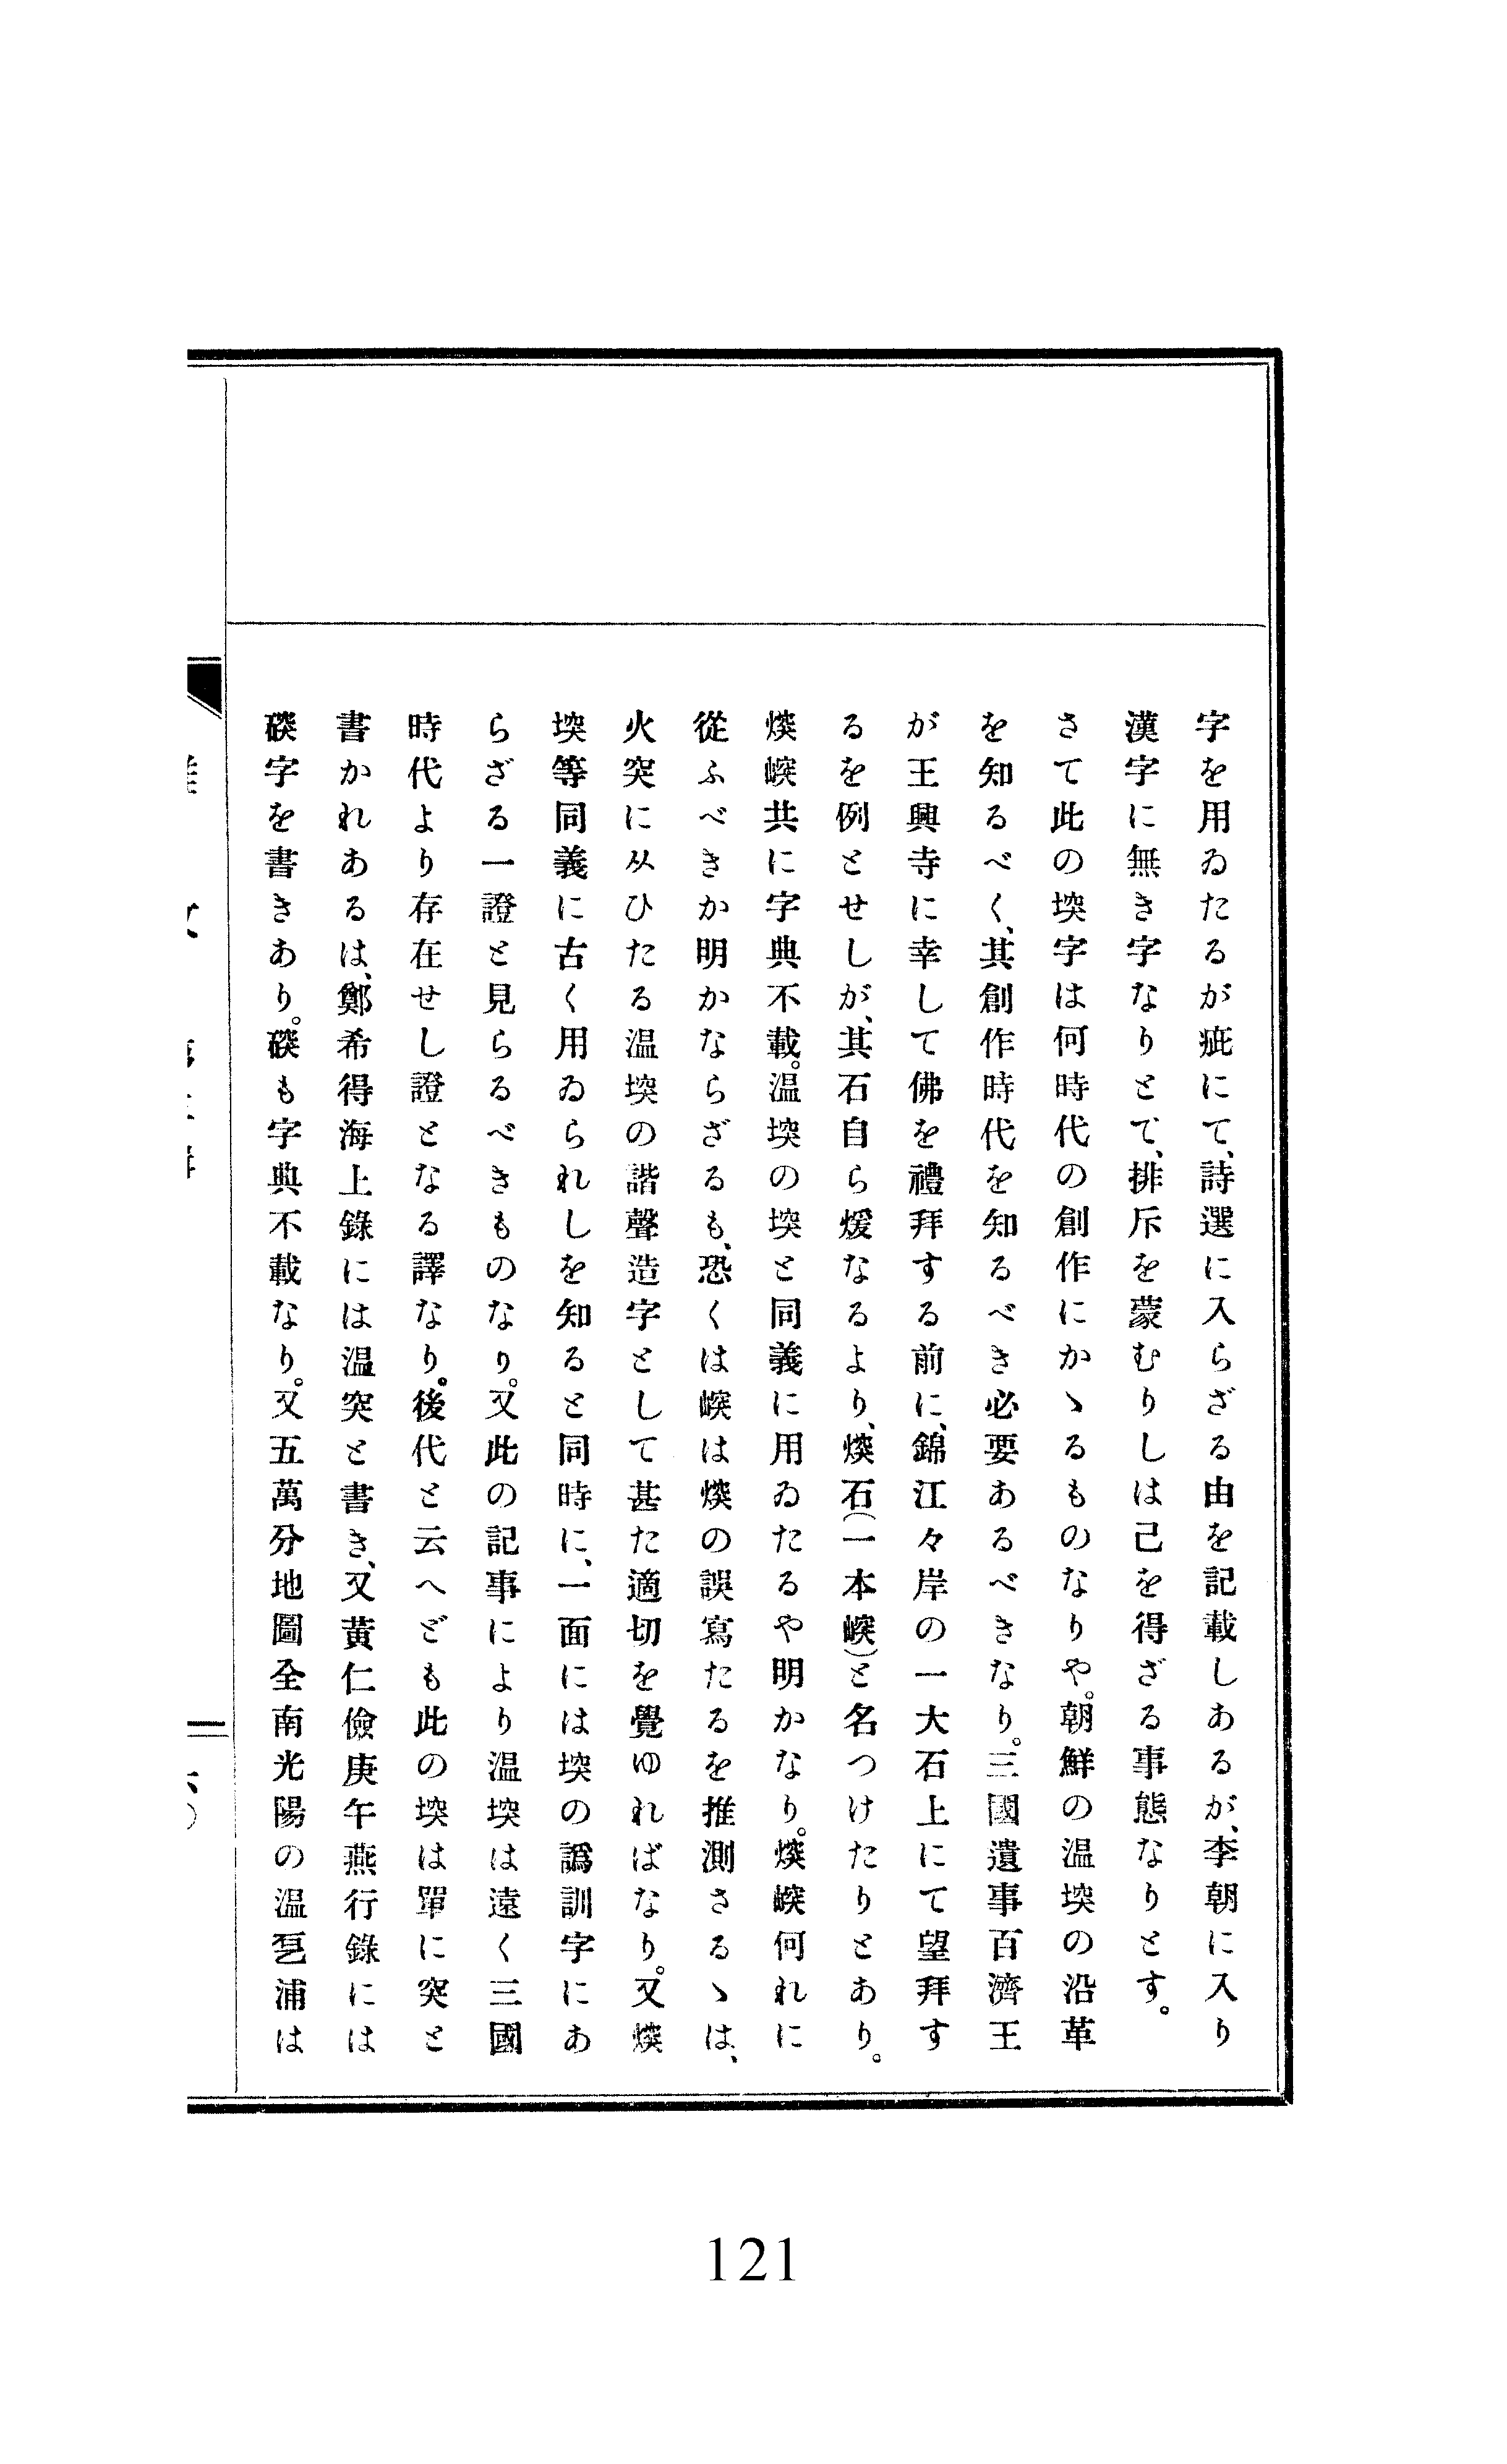 字を用ゐたるが疵にて、詩選に入らざる由を記載しあるが、李朝に入り
漢字に無き字なりとて、排斥を蒙むりしは己を得ざる事態なりとす。
さて此の堗字は何時代の創作にかゝるものなりや。朝鮮の温堗の沿革
を知るべく、其創作時代を知るべき必要あるべきなり。三國遺事百濟王
が王興寺に幸して佛を禮拜する前に、錦江々岸の一大石上にて望拜す
るを例とせしが、其石自ら煖なるより、㷝石(一本㟮)と名つけたりとあり。
㷝㟮共に字典不載。温堗の堗と同義に用ゐたるや明かなり。㷝㟮何れに
從ふべきか明かならざるも、恐くは㟮は㷝の誤寫たるを推測さるゝは、
火突に从ひたる温堗の諧聲造字として甚た適切を覺ゆればなり。又㷝
堗等同義に古く用ゐられしを知ると同時に、一面には堗の譌訓字にあ
らざる一證と見らるべきものなり。又此の記事により温堗は遠く三國
時代より存在せし證となる譯なり。後代と云へども此の堗は單に突と
書かれあるは、鄭希得海上錄には温突と書き、又黃仁儉庚午燕行錄には
字を書きあり。も字典不載なり。又五萬分地圖全南光陽の温浦は
121